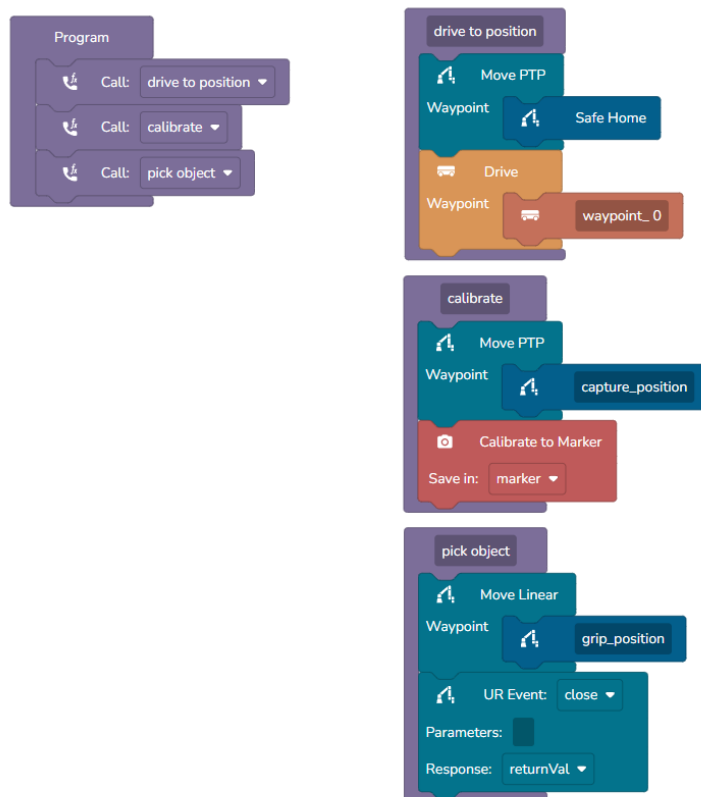 Program
Call: drive to position
Call: calibrate
Call: pick object
drive to position
Move PTP
Waypoint
Safe Home
Drive
Waypoint
waypoint_ 0
calibrate
Move PTP
Waypoint
capture_position
Calibrate to Marker
Save in: marker
pick object
Move Linear
Waypoint
grip_position
UR Event: close
Parameters:
Response: returnVal